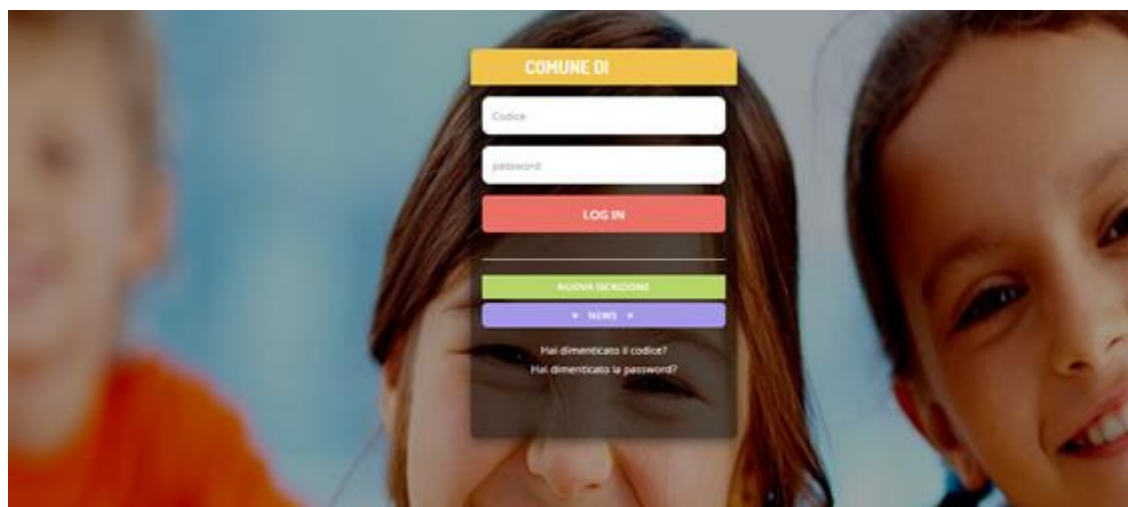 COMUNE DI
Codice
password
LOG IN
NUOVA ISCRIZIONE
NEWS
Hai dimenticato il codice?
Hai dimenticato la password?